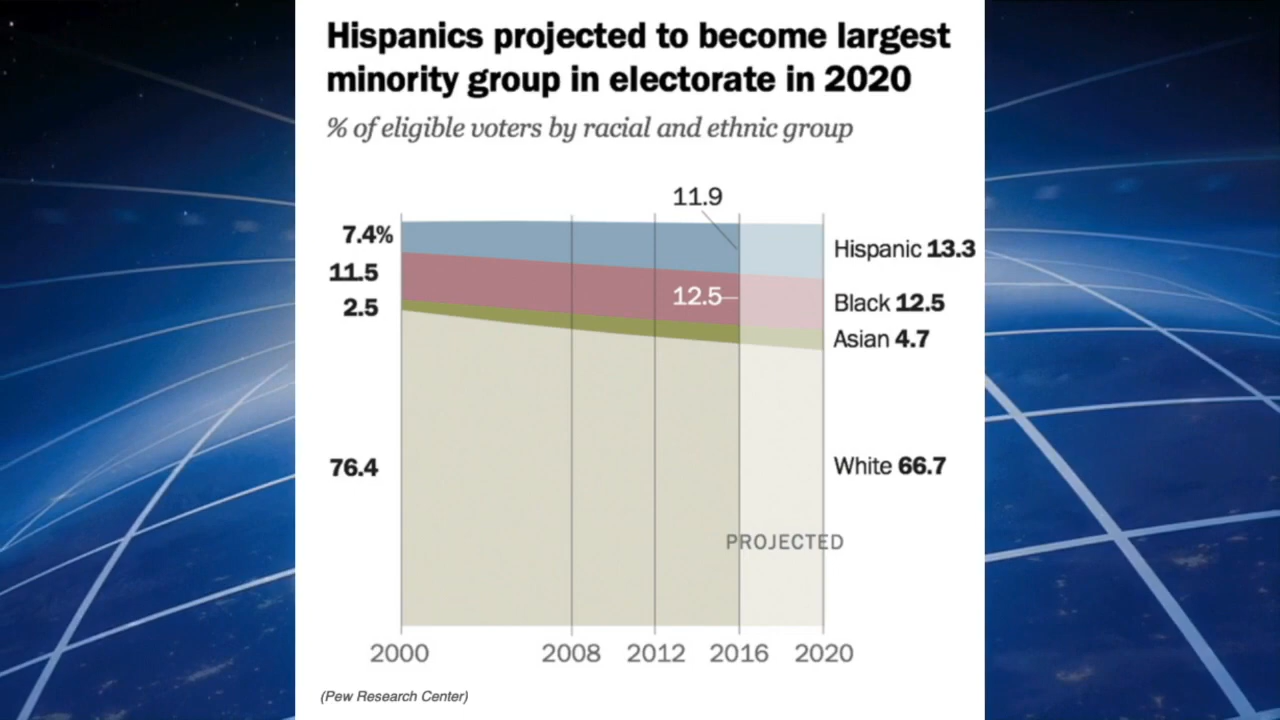 Hispanics projected to become largest
minority group in electorate in 2020
% of eligible voters by racial and ethnic group
11.9
7.4%
Hispanic 13.3
11.5
12.5
Black 12.5
2.5
Asian 4.7
76.4
White 66.7
PROJECTED
2000 2008 2012 2016 2020
(Pew Research Center)